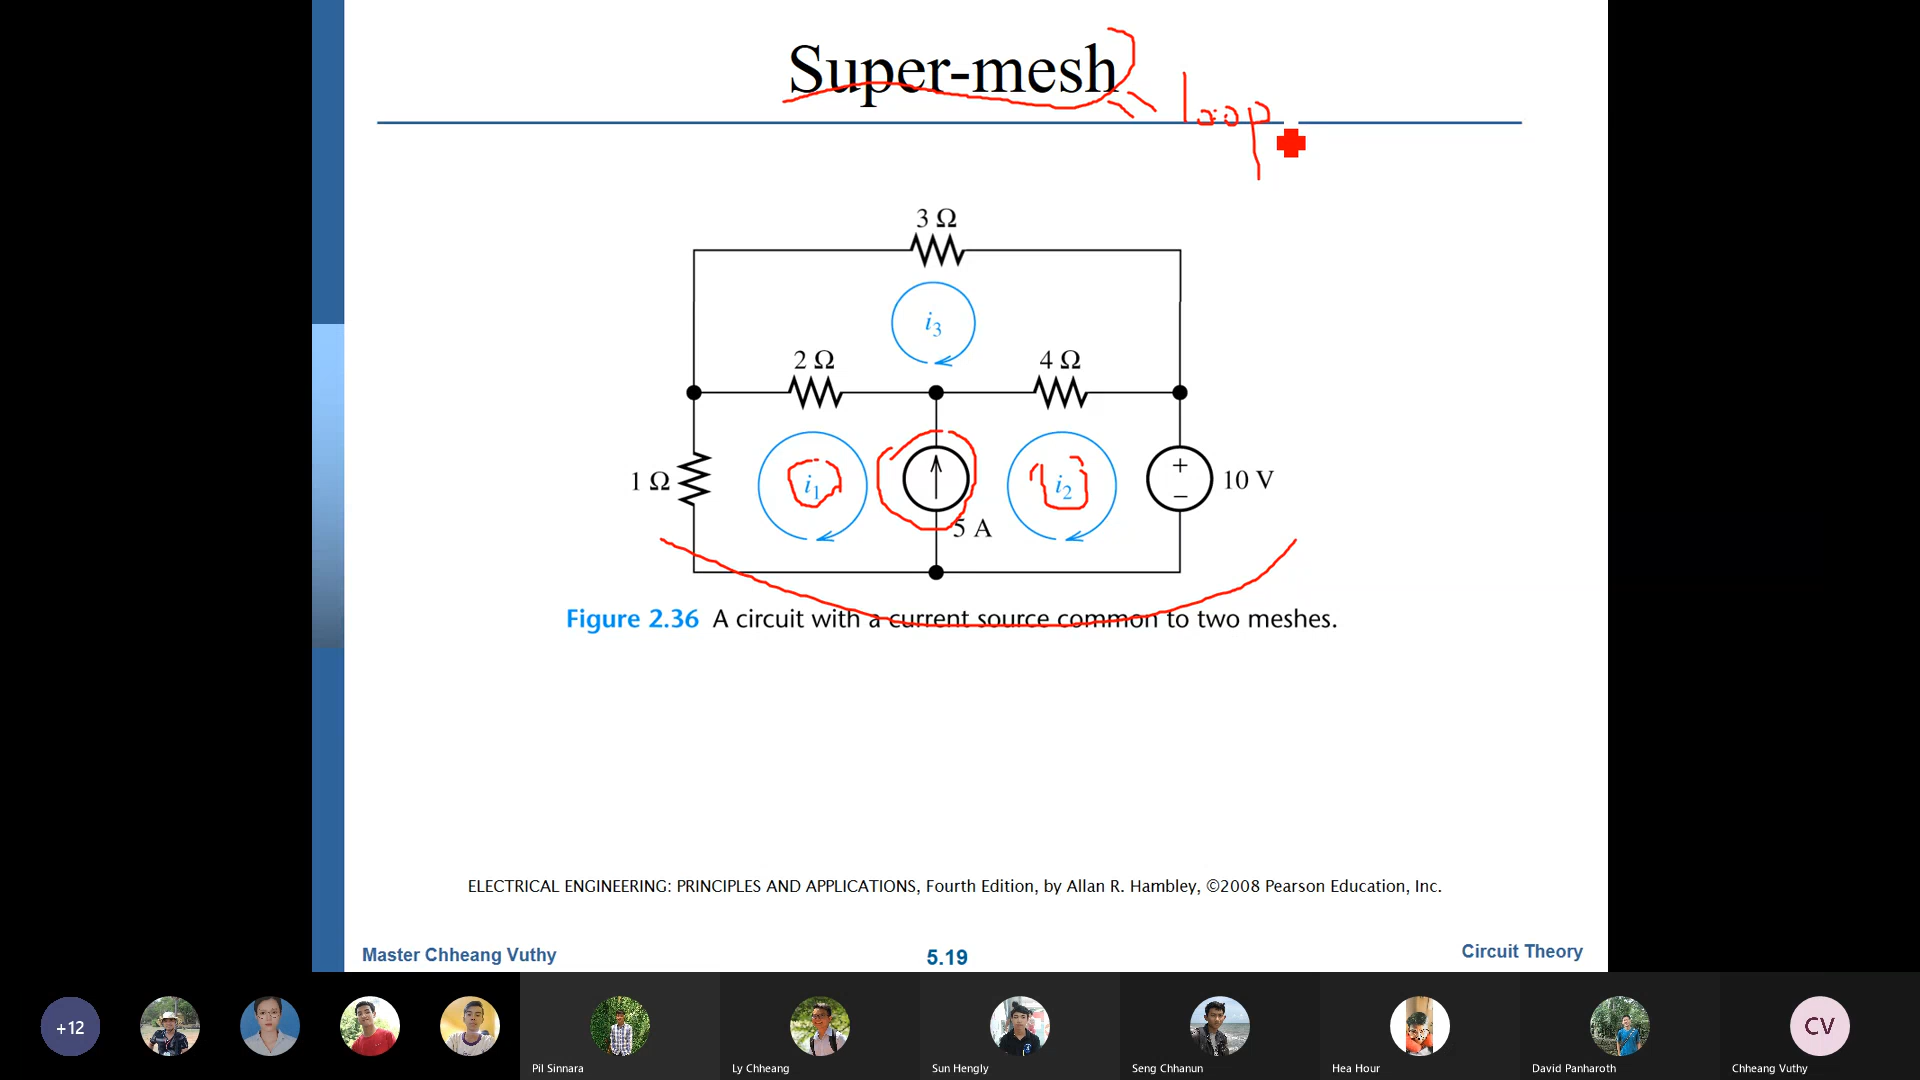 Super-mesh
loop
3 Ω
i3
2 Ω
4 Ω
1 Ω
i1
i2
+
−
10 V
5 A
Figure 2.36 A circuit with a current source common to two meshes.
ELECTRICAL ENGINEERING: PRINCIPLES AND APPLICATIONS, Fourth Edition, by Allan R. Hambley, ©2008 Pearson Education, Inc.
Master Chheang Vuthy
5.19
Circuit Theory
+12
CV
Pil Sinnara
Ly Chheang
Sun Hengly
Seng Chhanun
Hea Hour
David Panharoth
Chheang Vuthy